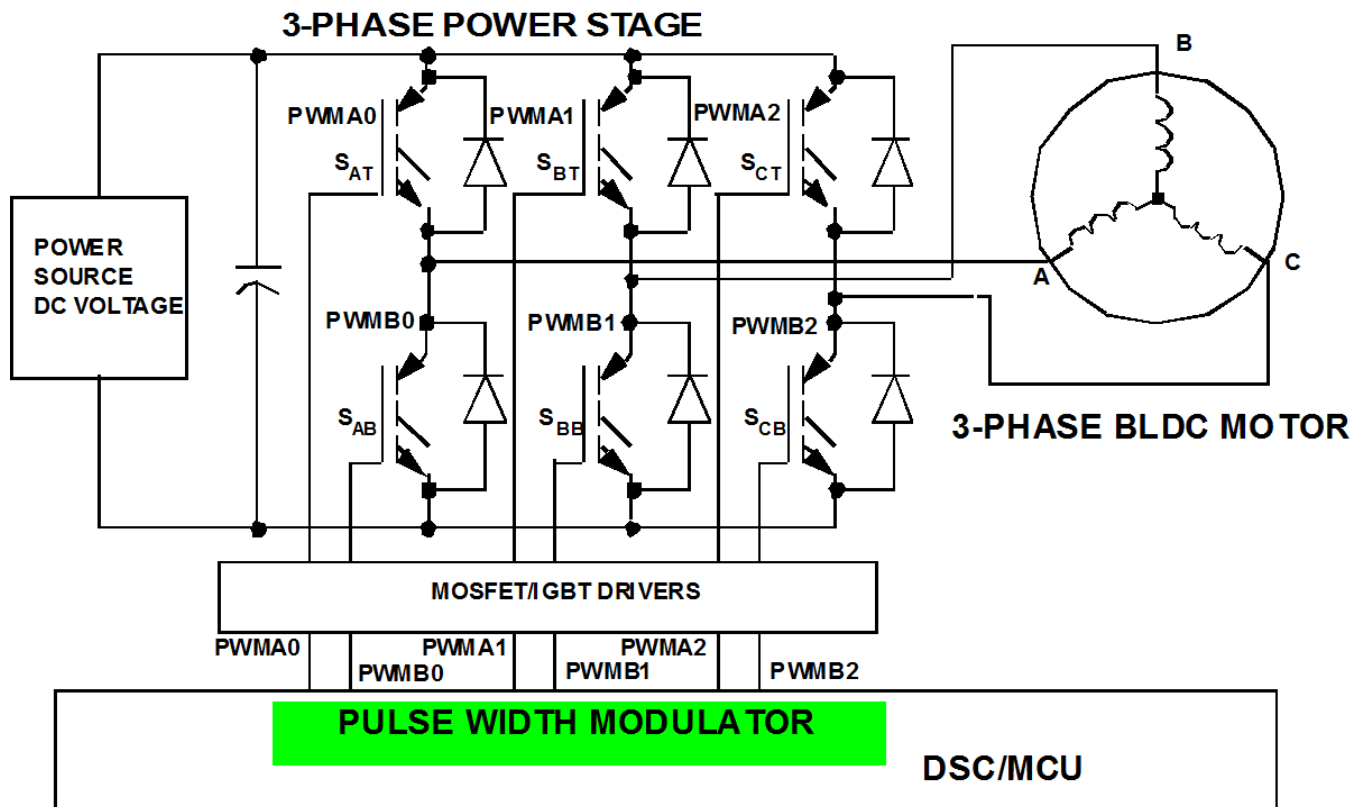 3-PHASE POWER STAGE
B
PWMA0
PWMA1
PWMA2
SAT
SBT
SCT
POWER
SOURCE
DC VOLTAGE
A
C
PWMB0
PWMB1
PWMB2
SAB
SBB
SCB
3-PHASE BLDC MOTOR
MOSFET/IGBT DRIVERS
PWMA0
PWMA1
PWMA2
PWMB0
PWMB1
PWMB2
PULSE WIDTH MODULATOR
DSC/MCU